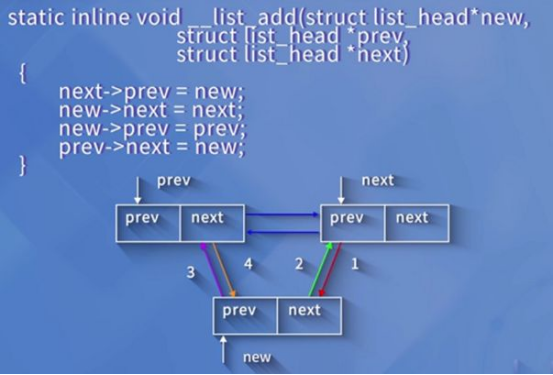 static inline void __list_add(struct list_head*new,
struct list_head *prev,
struct list_head *next)
{
next->prev = new;
new->next = next;
new->prev = prev;
prev->next = new;
}
prev next
prev next prev next
3 4 2 1
prev next
new